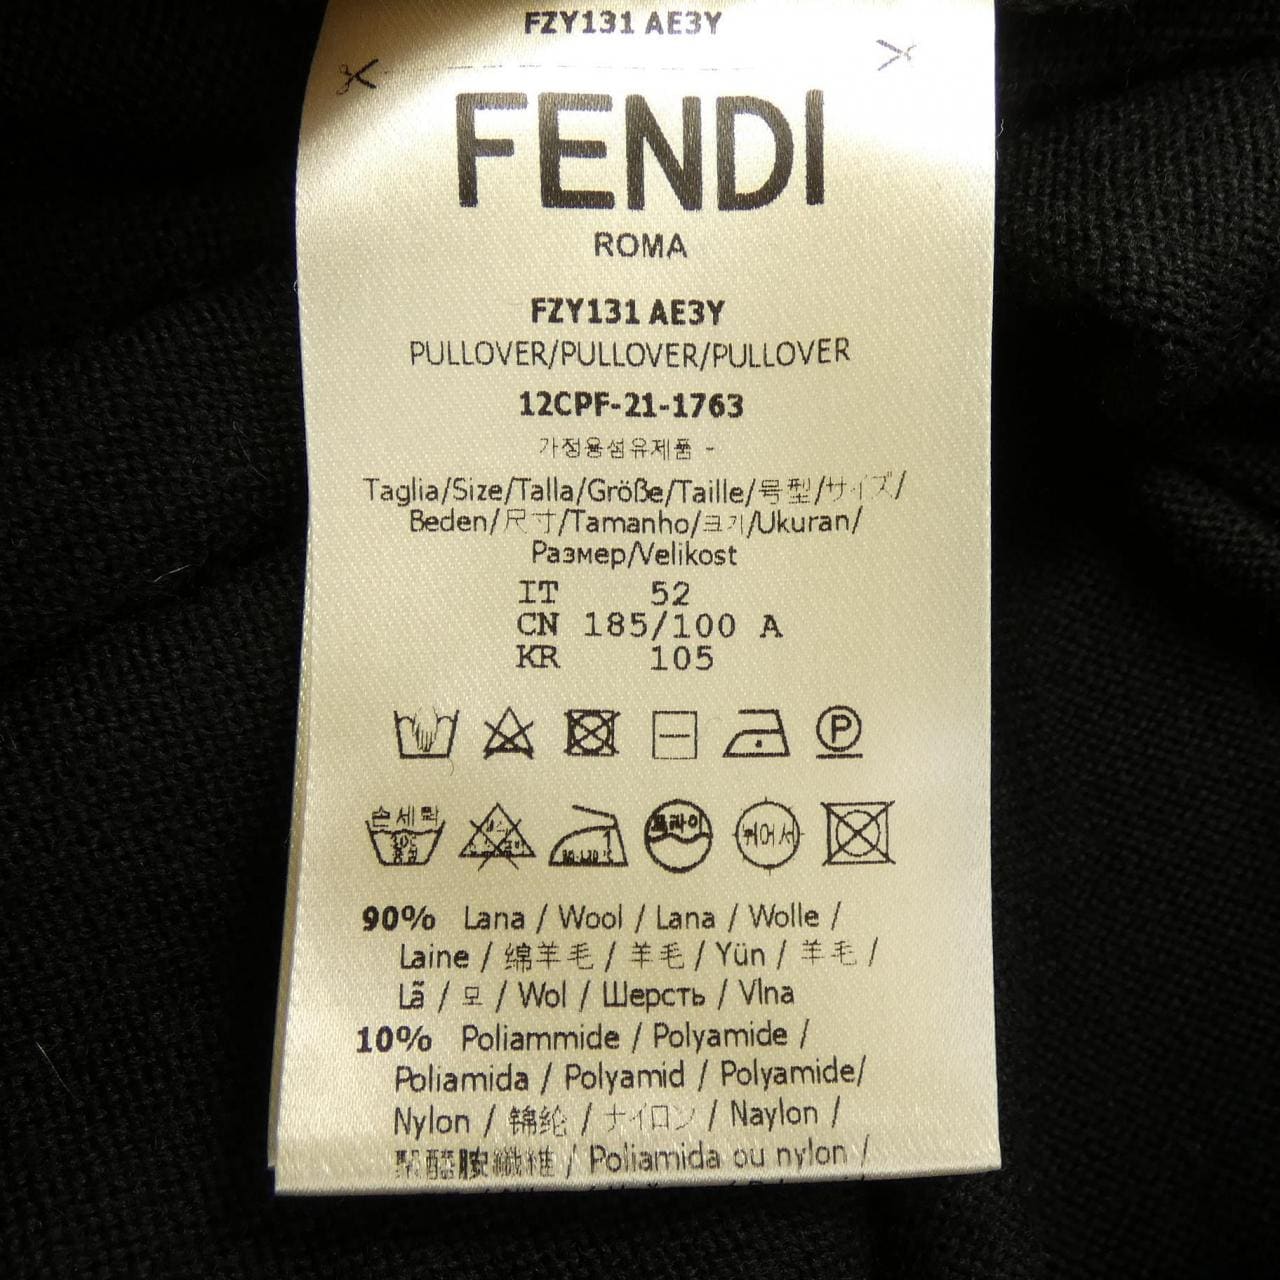 FZY131 AE3Y
FENDI
ROMA
FZY131 AE3Y
PULLOVER/PULLOVER/PULLOVER
12CPF-21-1763
가정용섬유제품 -
Taglia/Size/Talla/Größe/Taille/号型/サイズ/
Beden/尺寸/Tamanho/크기/Ukuran/
Размер/Velikost
IT 52
CN 185/100 A
KR 105
P
손세탁
드라이
90% Lana / Wool / Lana / Wolle /
Laine / 绵羊毛 / 羊毛 / Yün / 羊毛 /
Lã / 모 / Wol / Шерсть / Vlna
10% Poliammide / Polyamide /
Poliamida / Polyamid / Polyamide/
Nylon / 锦纶 / ナイロン / Naylon /
聚醯胺纖維 / Poliamida ou nylon /